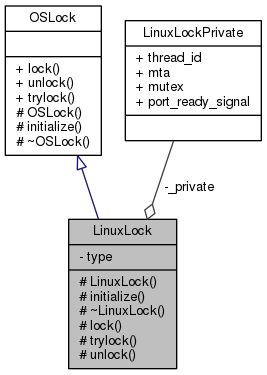 OSLock
+ lock()
+ unlock()
+ trylock()
# OSLock()
# initialize()
# ~OSLock()
LinuxLockPrivate
+ thread_id
+ mta
+ mutex
+ port_ready_signal
-_private
LinuxLock
- type
# LinuxLock()
# initialize()
# ~LinuxLock()
# lock()
# trylock()
# unlock()